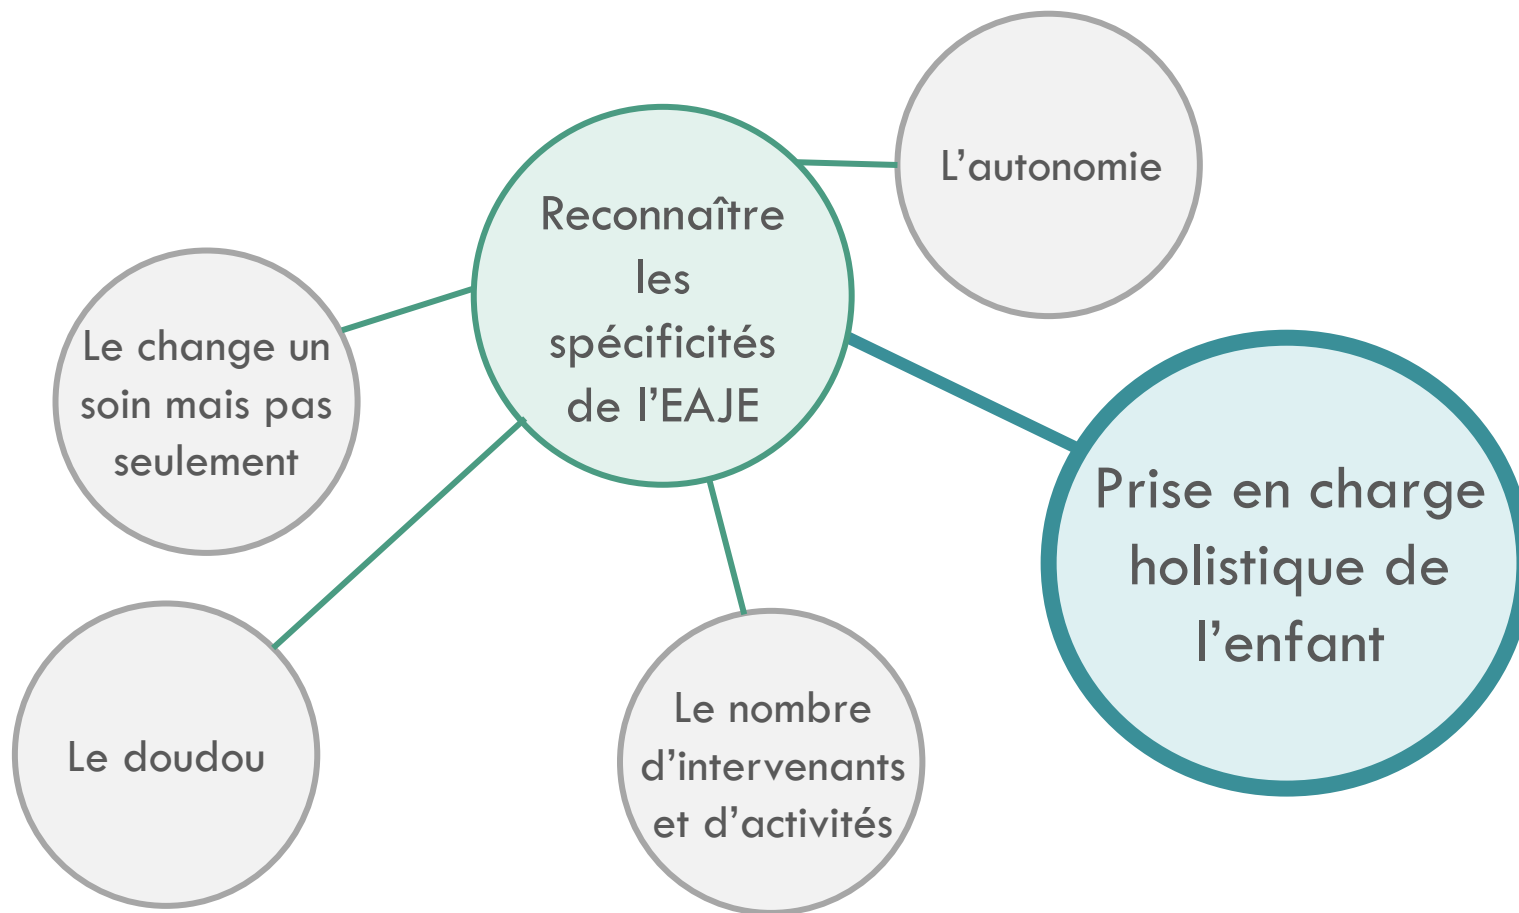 L'autonomie
Reconnaître
les
spécificités
de l'EAJE
Le change un
soin mais pas
seulement
Prise en charge
holistique de
l'enfant
Le doudou
Le nombre
d'intervenants
et d'activités